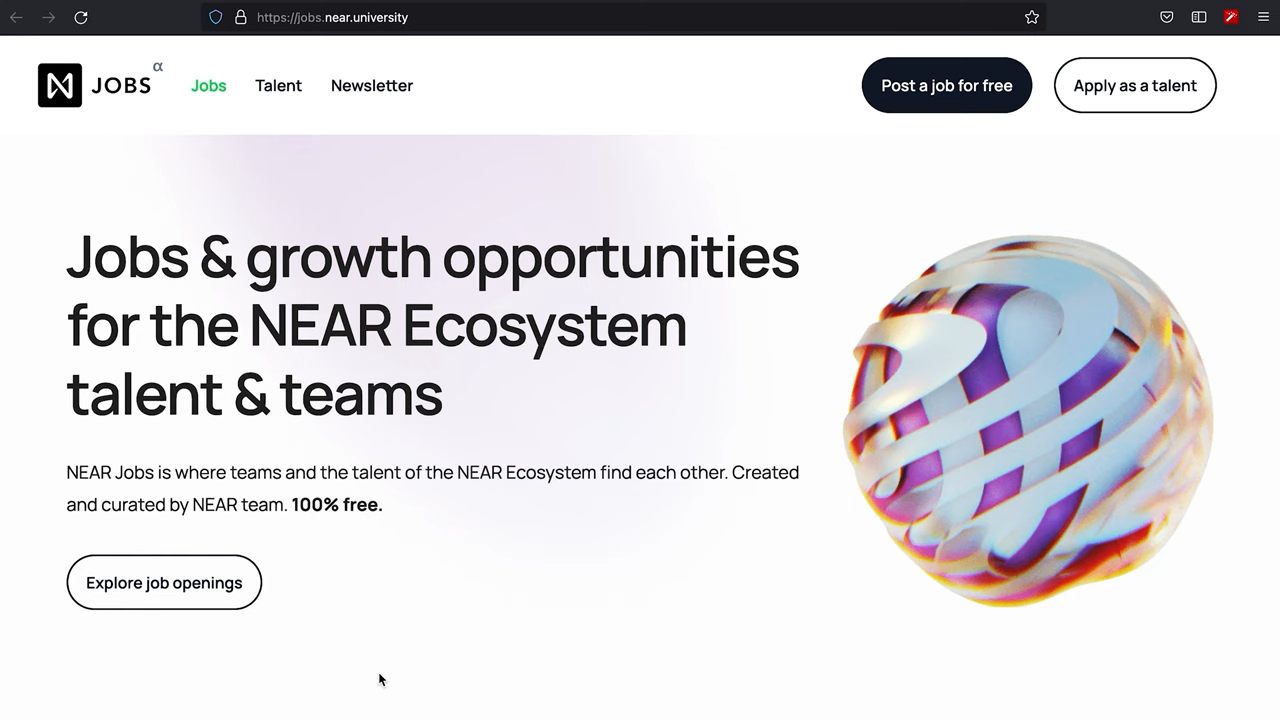 https://jobs.near.university
JOBS α
Jobs
Talent
Newsletter
Post a job for free
Apply as a talent
Jobs & growth opportunities
for the NEAR Ecosystem
talent & teams
NEAR Jobs is where teams and the talent of the NEAR Ecosystem find each other. Created
and curated by NEAR team. 100% free.
Explore job openings